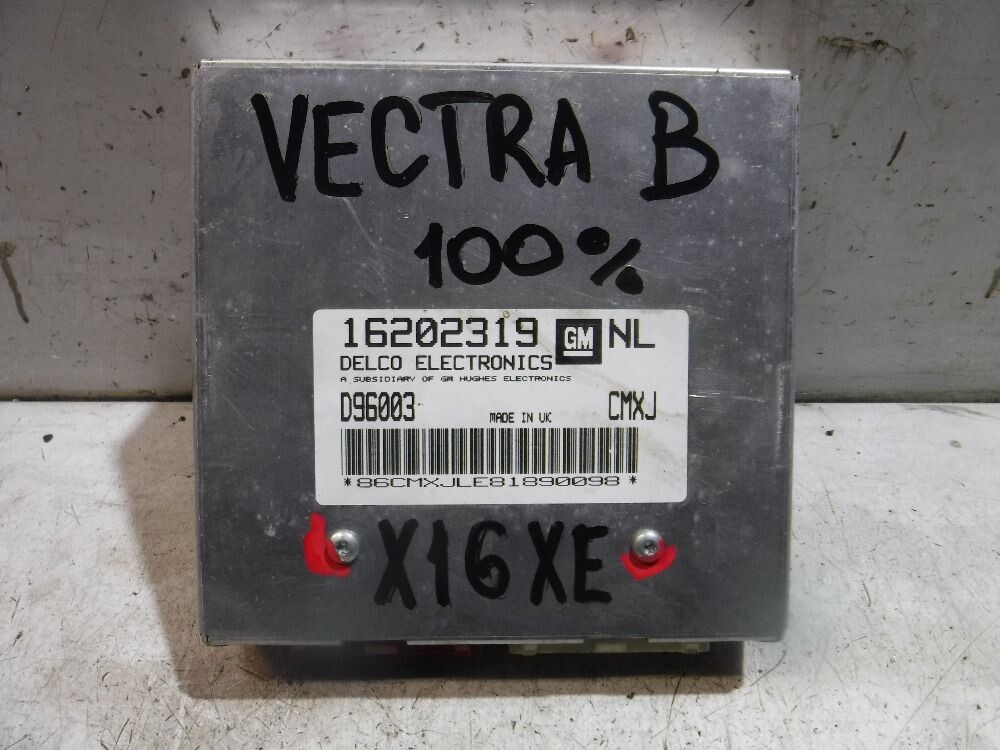 VECTRA B
100%
16202319 GM NL
DELCO ELECTRONICS
A SUBSIDIARY OF GM HUGHES ELECTRONICS
D96003 MADE IN UK CMXJ
*86CMXJLE81890098*
X16XE